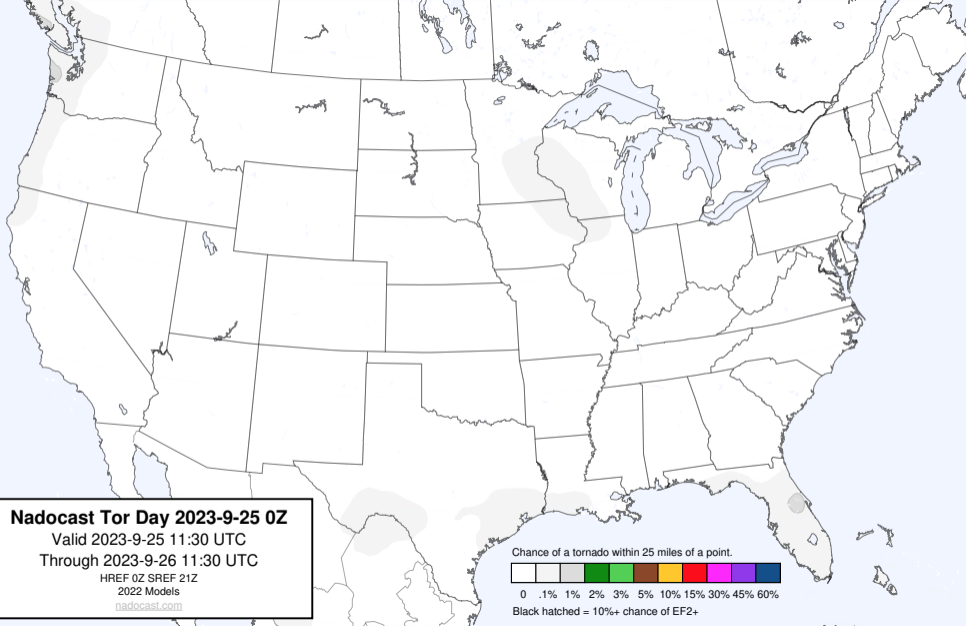 Nadocast Tor Day 2023-9-25 0Z
Valid 2023-9-25 11:30 UTC
Through 2023-9-26 11:30 UTC
HREF 0Z SREF 21Z
2022 Models
nadocast.com
Chance of a tornado within 25 miles of a point.
0 .1% 1% 2% 3% 5% 10% 15% 30% 45% 60%
Black hatched = 10%+ chance of EF2+